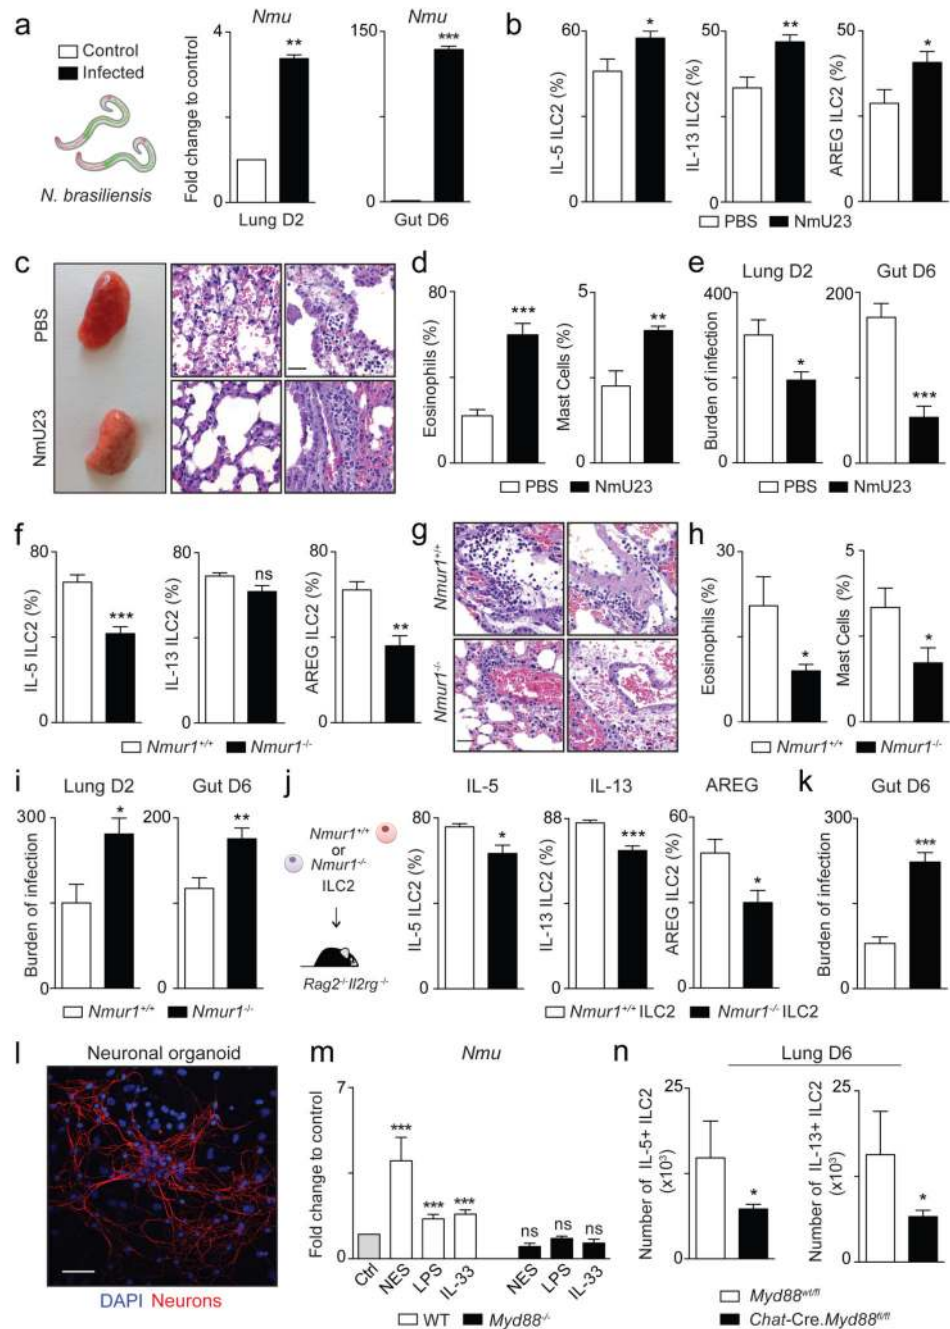 a
Control
Infected
N. brasiliensis
Fold change to control
Nmu
4
**
0
Lung D2
Nmu
150
***
0
Gut D6
b
IL-5 ILC2 (%)
60
*
0
IL-13 ILC2 (%)
50
**
0
AREG ILC2 (%)
60
*
0
PBS NmU23
c
PBS
NmU23
d
Eosinophils (%)
80
***
0
Mast Cells (%)
5
**
0
PBS NmU23
e
Burden of infection
Lung D2
400
*
0
Gut D6
200
***
0
PBS NmU23
f
IL-5 ILC2 (%)
80
***
0
IL-13 ILC2 (%)
80
ns
0
AREG ILC2 (%)
80
**
0
Nmur1+/+ Nmur1-/-
g
Nmur1+/+
Nmur1-/-
h
Eosinophils (%)
30
*
0
Mast Cells (%)
5
*
0
Nmur1+/+ Nmur1-/-
i
Burden of infection
Lung D2
300
*
0
Gut D6
200
**
0
Nmur1+/+ Nmur1-/-
j
Nmur1+/+
or
Nmur1-/-
ILC2
Rag2-/-Il2rg-/-
IL-5
IL-5 ILC2 (%)
80
*
0
IL-13
IL-13 ILC2 (%)
88
***
0
AREG
AREG ILC2 (%)
60
*
0
Nmur1+/+ ILC2 Nmur1-/- ILC2
k
Gut D6
Burden of infection
300
***
0
l
Neuronal organoid
DAPI Neurons
m
Nmu
Fold change to control
7
***
***
***
ns
ns
ns
0
Ctrl
NES
LPS
IL-33
NES
LPS
IL-33
WT Myd88-/-
n
Lung D6
Number of IL-5+ ILC2
(x10³)
25
*
0
Number of IL-13+ ILC2
(x10³)
25
*
0
Myd88wt/fl
Chat-Cre.Myd88fl/fl